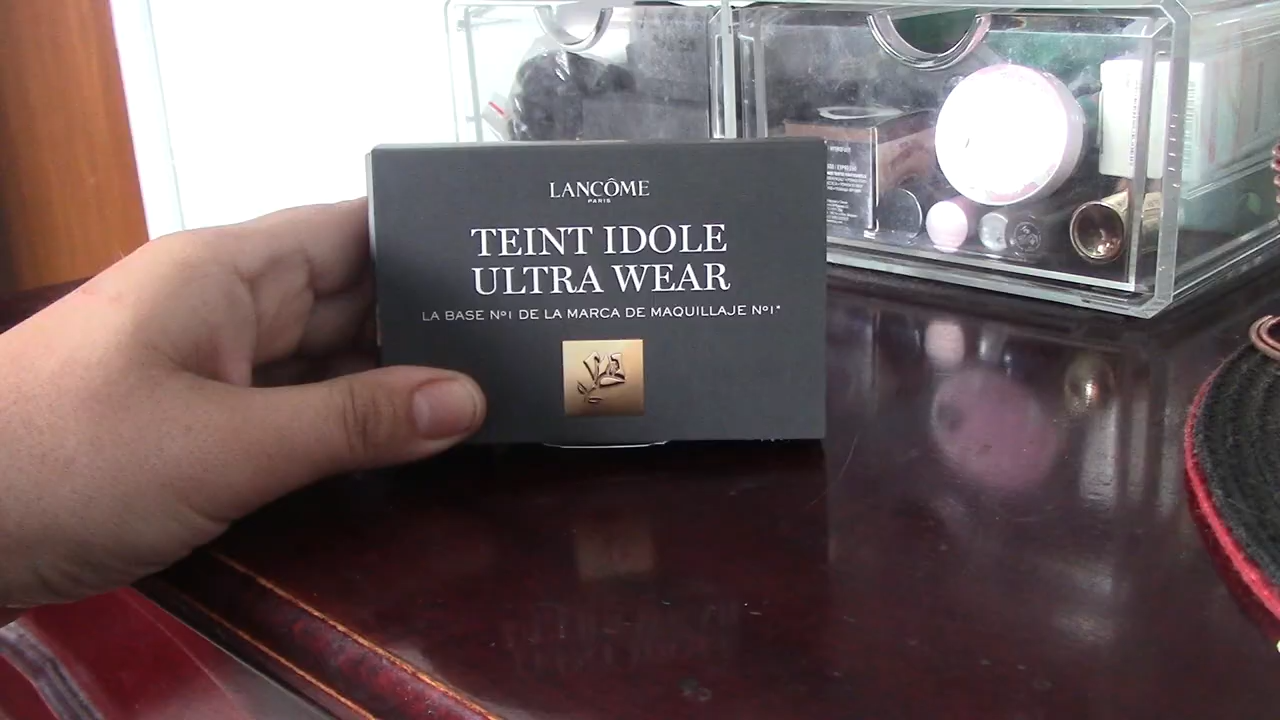 LANCÔME
PARIS
TEINT IDOLE
ULTRA WEAR
LA BASE Nº1 DE LA MARCA DE MAQUILLAJE Nº1*